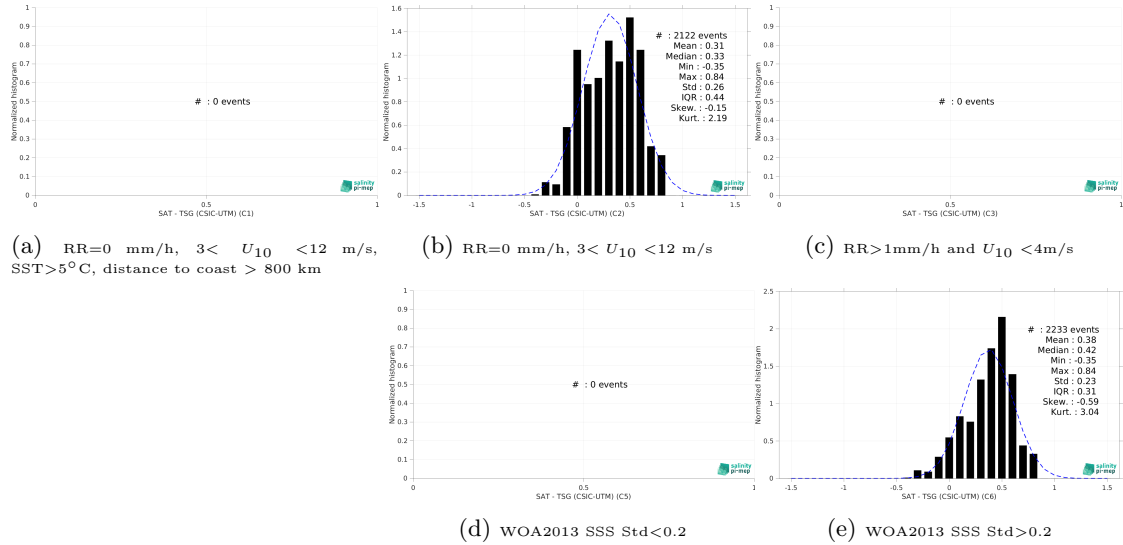 Normalized histogram
1
0.9
0.8
0.7
0.6
0.5
0.4
0.3
0.2
0.1
0
# : 0 events
0
0.5
1
SAT - TSG (CSIC-UTM) (C1)
salinity
pi-mep
(a) RR=0 mm/h, 3< U10 <12 m/s,
SST>5°C, distance to coast > 800 km
Normalized histogram
1.6
1.4
1.2
1
0.8
0.6
0.4
0.2
0
# : 2122 events
Mean : 0.31
Median : 0.33
Min : -0.35
Max : 0.84
Std : 0.26
IQR : 0.44
Skew. : -0.15
Kurt. : 2.19
-1.5
-1
-0.5
0
0.5
1
1.5
SAT - TSG (CSIC-UTM) (C2)
salinity
pi-mep
(b) RR=0 mm/h, 3< U10 <12 m/s
Normalized histogram
1
0.9
0.8
0.7
0.6
0.5
0.4
0.3
0.2
0.1
0
# : 0 events
0
0.5
1
SAT - TSG (CSIC-UTM) (C3)
salinity
pi-mep
(c) RR>1mm/h and U10 <4m/s
Normalized histogram
1
0.9
0.8
0.7
0.6
0.5
0.4
0.3
0.2
0.1
0
# : 0 events
0
0.5
1
SAT - TSG (CSIC-UTM) (C5)
salinity
pi-mep
(d) WOA2013 SSS Std<0.2
Normalized histogram
2.5
2
1.5
1
0.5
0
# : 2233 events
Mean : 0.38
Median : 0.42
Min : -0.35
Max : 0.84
Std : 0.23
IQR : 0.31
Skew. : -0.59
Kurt. : 3.04
-1.5
-1
-0.5
0
0.5
1
1.5
SAT - TSG (CSIC-UTM) (C6)
salinity
pi-mep
(e) WOA2013 SSS Std>0.2